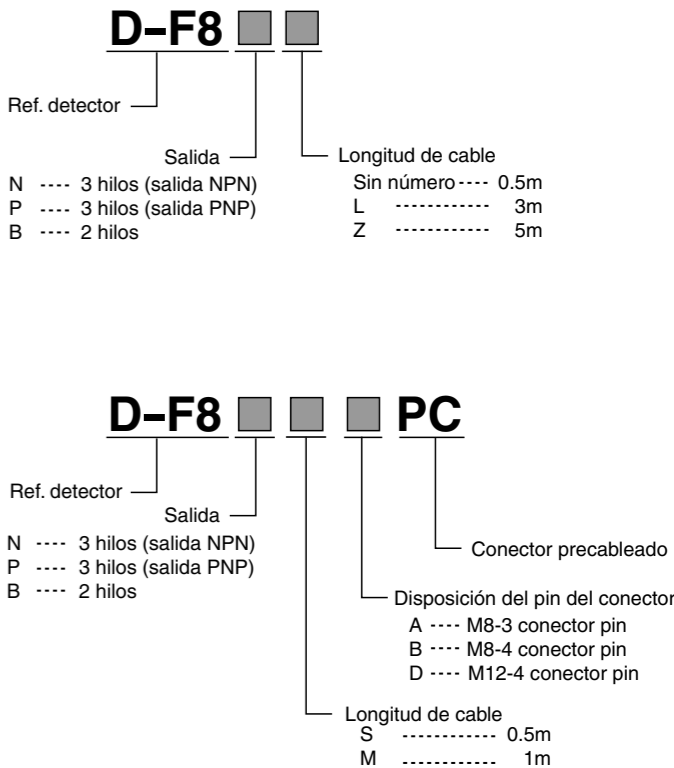 D-F8
Ref. detector
Salida
N ---- 3 hilos (salida NPN)
P ---- 3 hilos (salida PNP)
B ---- 2 hilos
Longitud de cable
Sin número ---- 0.5m
L ------------ 3m
Z ------------ 5m
D-F8 PC
Ref. detector
Salida
N ---- 3 hilos (salida NPN)
P ---- 3 hilos (salida PNP)
B ---- 2 hilos
Conector precableado
Disposición del pin del conector
A ---- M8-3 conector pin
B ---- M8-4 conector pin
D ---- M12-4 conector pin
Longitud de cable
S ------------ 0.5m
M ------------ 1m